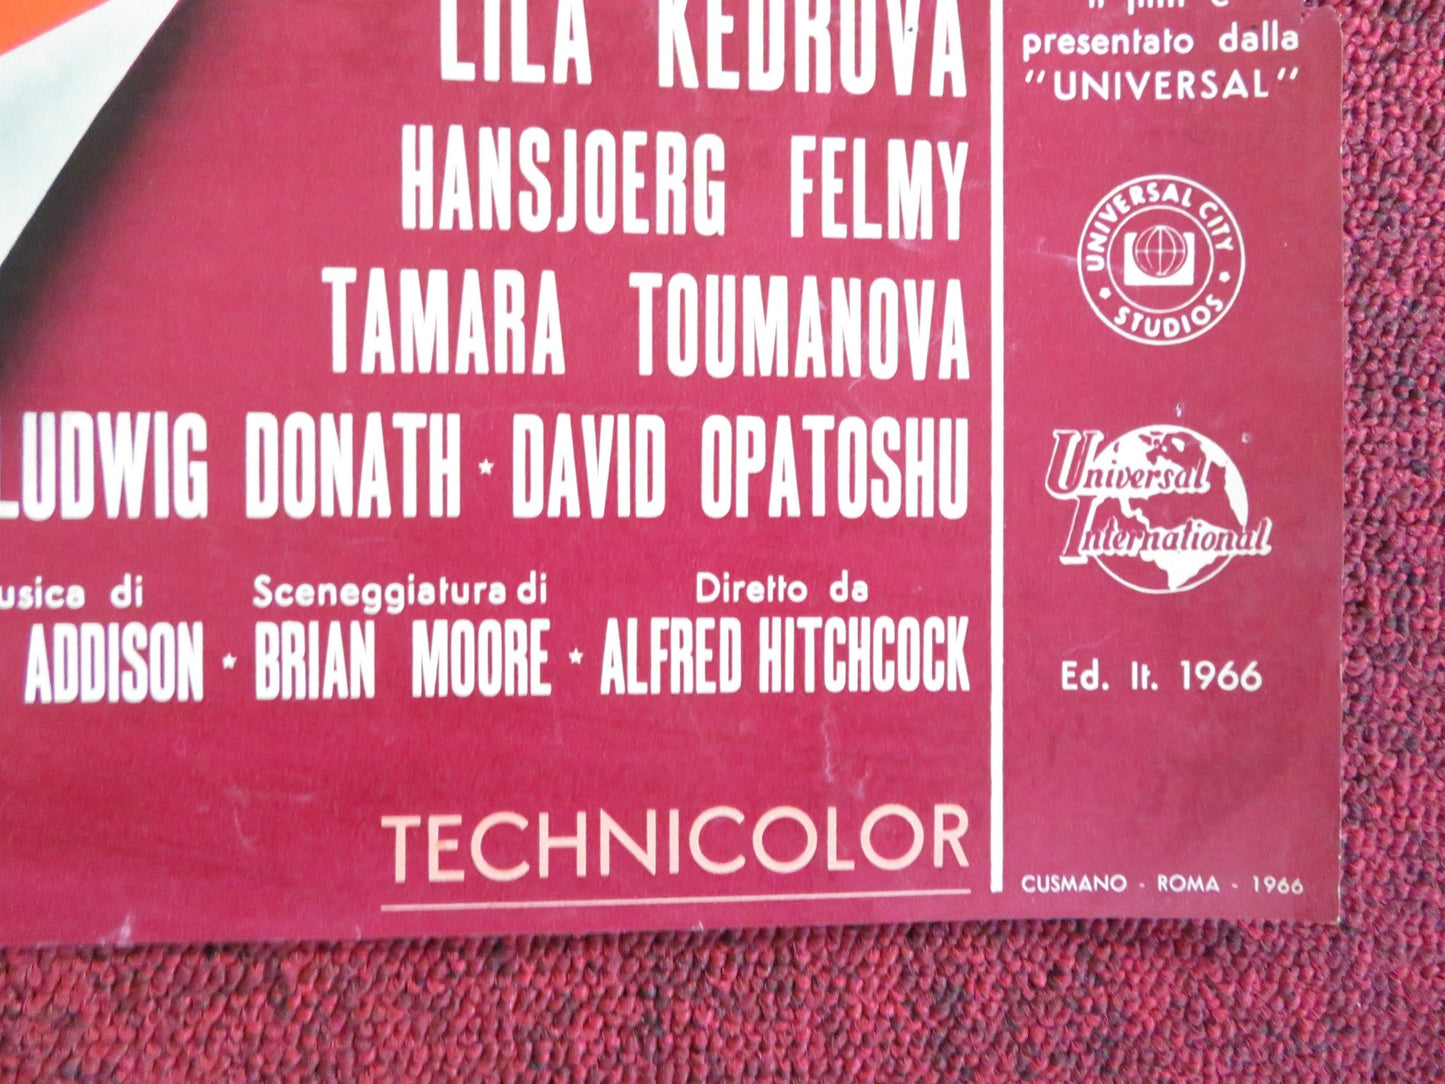 LILA KEDROVA
HANSJOERG FELMY
TAMARA TOUMANOVA
LUDWIG DONATH ★ DAVID OPATOSHU
Sceneggiatura di
Diretto da
di
ADDISON ★ BRIAN MOORE ★ ALFRED HITCHCOCK
TECHNICOLOR
presentato dalla
"UNIVERSAL"
UNIVERSAL CITY
★ STUDIOS ★
Universal
International
Ed. It. 1966
CUSMANO - ROMA - 1966